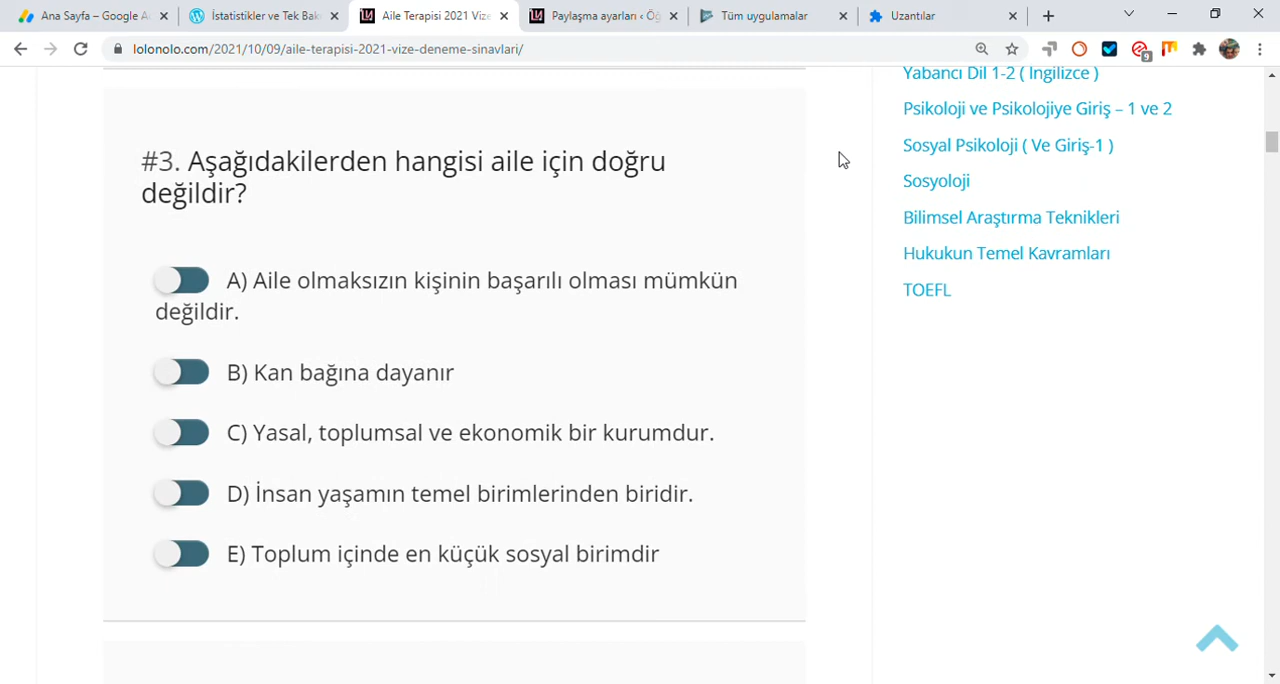 Ana Sayfa – Google A
İstatistikler ve Tek Bak
Aile Terapisi 2021 Vize
Paylaşma ayarları ‹ Öğ
Tüm uygulamalar
Uzantılar
lolonolo.com/2021/10/09/aile-terapisi-2021-vize-deneme-sinavlari/
9
#3. Aşağıdakilerden hangisi aile için doğru
değildir?
A) Aile olmaksızın kişinin başarılı olması mümkün
değildir.
B) Kan bağına dayanır
C) Yasal, toplumsal ve ekonomik bir kurumdur.
D) İnsan yaşamın temel birimlerinden biridir.
E) Toplum içinde en küçük sosyal birimdir
Yabancı Dil 1-2 ( İngilizce )
Psikoloji ve Psikolojiye Giriş – 1 ve 2
Sosyal Psikoloji ( Ve Giriş-1 )
Sosyoloji
Bilimsel Araştırma Teknikleri
Hukukun Temel Kavramları
TOEFL